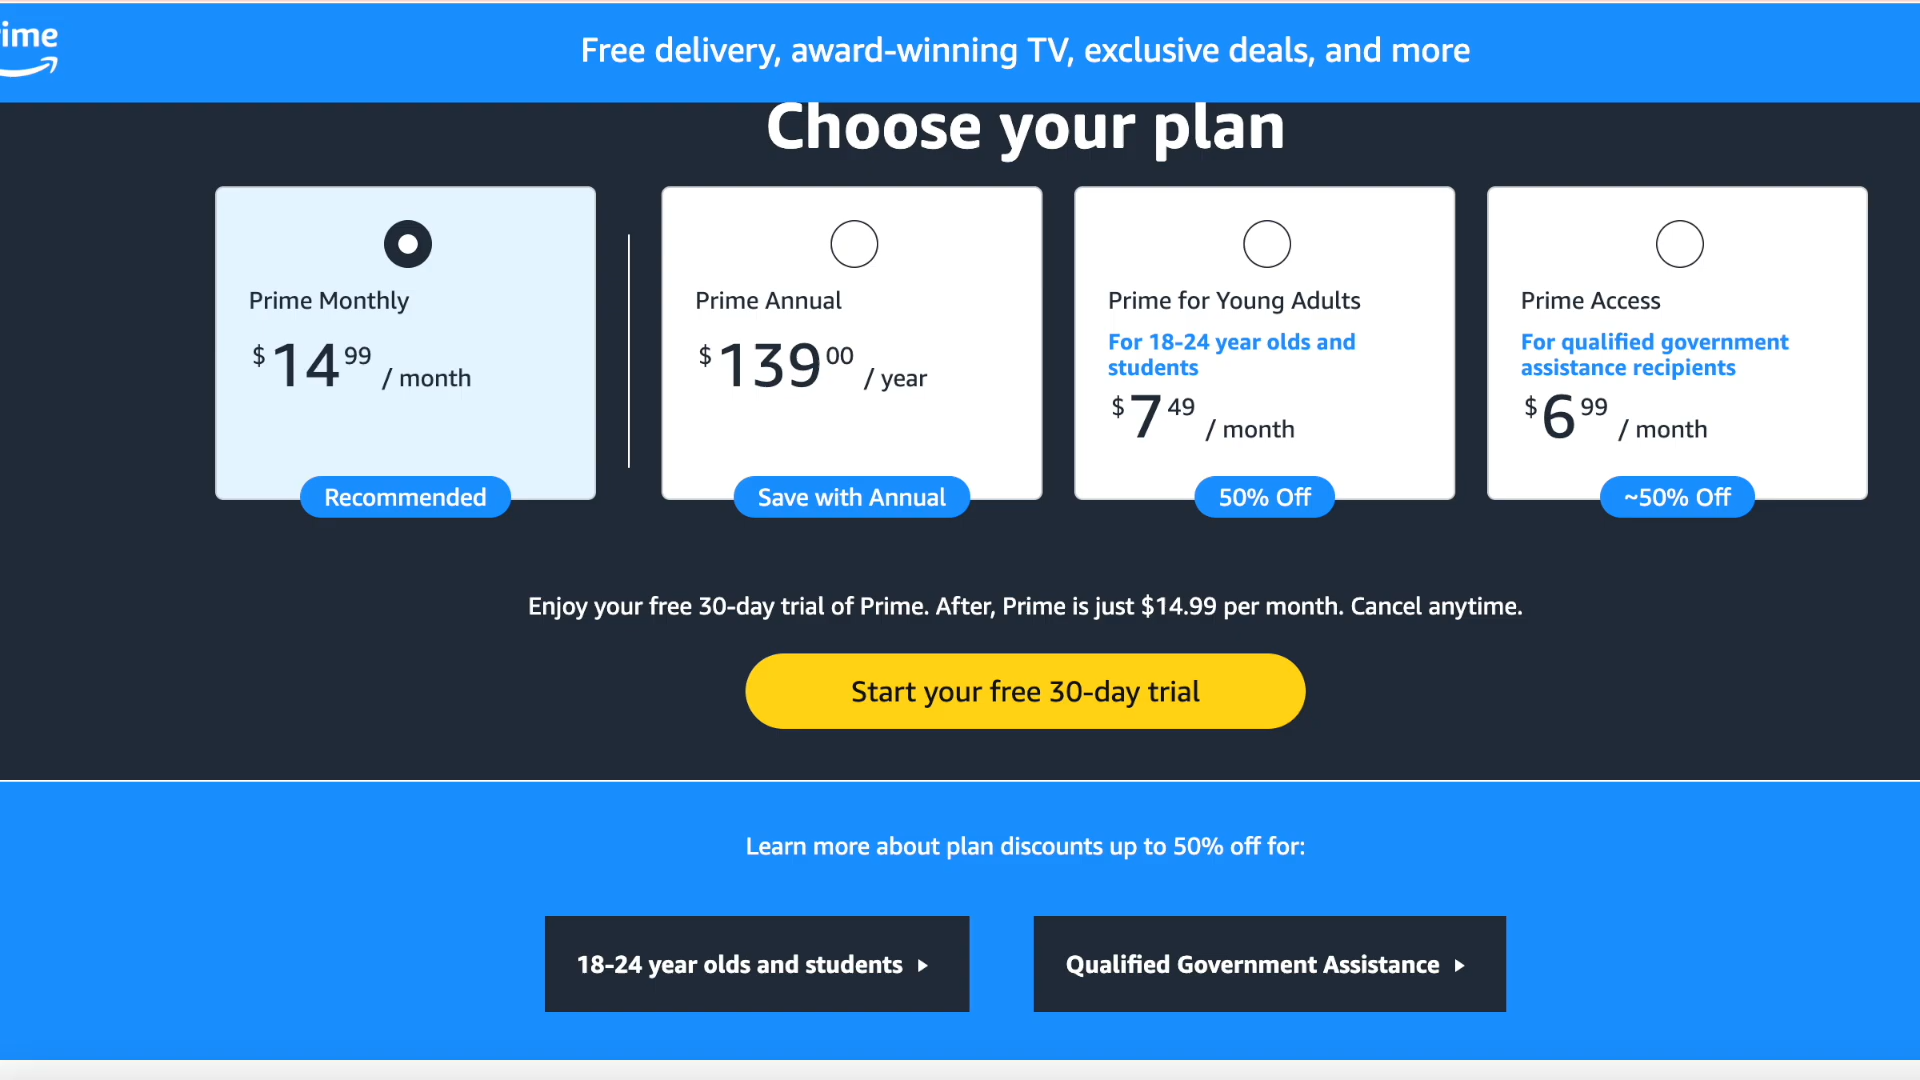 Free delivery, award-winning TV, exclusive deals, and more
Choose your plan
Prime Monthly
$14.99 / month
Recommended
Prime Annual
$139.00 / year
Save with Annual
Prime for Young Adults
For 18-24 year olds and
students
$7.49 / month
50% Off
Prime Access
For qualified government
assistance recipients
$6.99 / month
~50% Off
Enjoy your free 30-day trial of Prime. After, Prime is just $14.99 per month. Cancel anytime.
Start your free 30-day trial
Learn more about plan discounts up to 50% off for:
18-24 year olds and students
Qualified Government Assistance